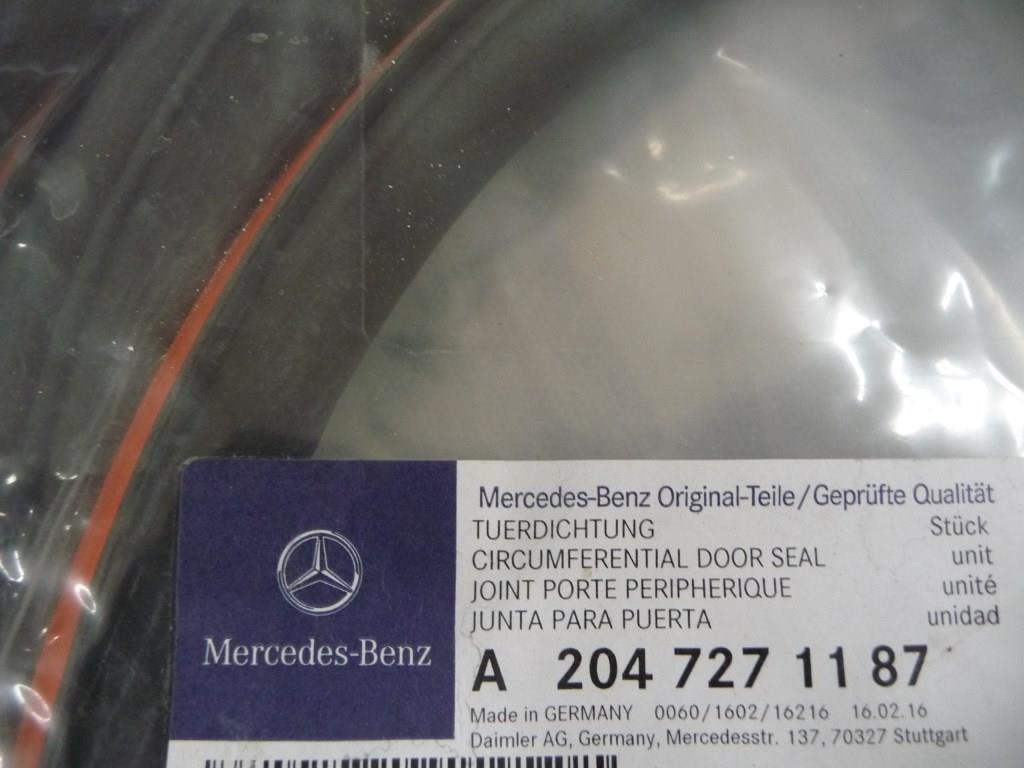 Mercedes-Benz
Mercedes-Benz Original-Teile/Geprüfte Qualität
TUERDICHTUNG Stück
CIRCUMFERENTIAL DOOR SEAL unit
JOINT PORTE PERIPHERIQUE unité
JUNTA PARA PUERTA unidad
A 204 727 11 87
Made in GERMANY 0060/1602/16216 16.02.16
Daimler AG, Germany, Mercedesstr. 137, 70327 Stuttgart